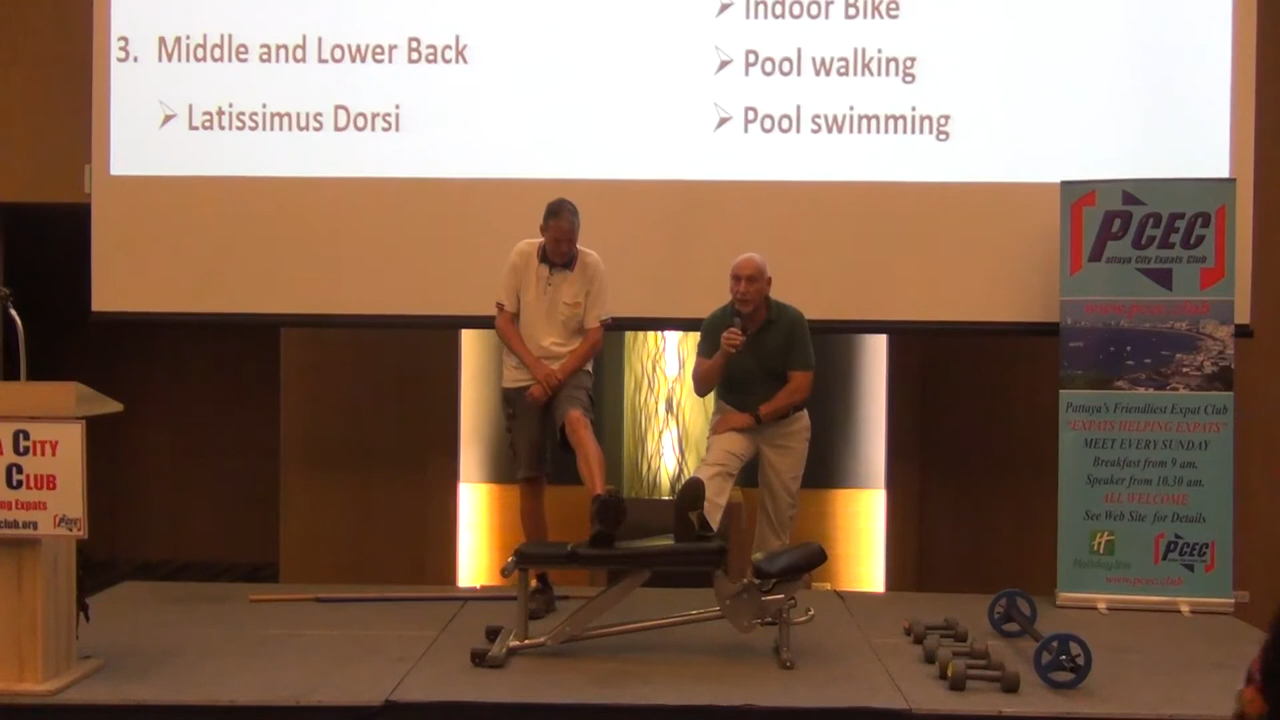 Indoor Bike
3. Middle and Lower Back
Pool walking
Latissimus Dorsi
Pool swimming
PCEC
Pattaya City Expats Club
www.pcec.club
Pattaya's Friendliest Expat Club
"EXPATS HELPING EXPATS"
MEET EVERY SUNDAY
Breakfast from 9 am.
Speaker from 10.30 am.
ALL WELCOME
See Web Site for Details
Holiday Inn
PCEC
www.pcec.club
A CITY
CLUB
ng Expats
club.org
PCEC